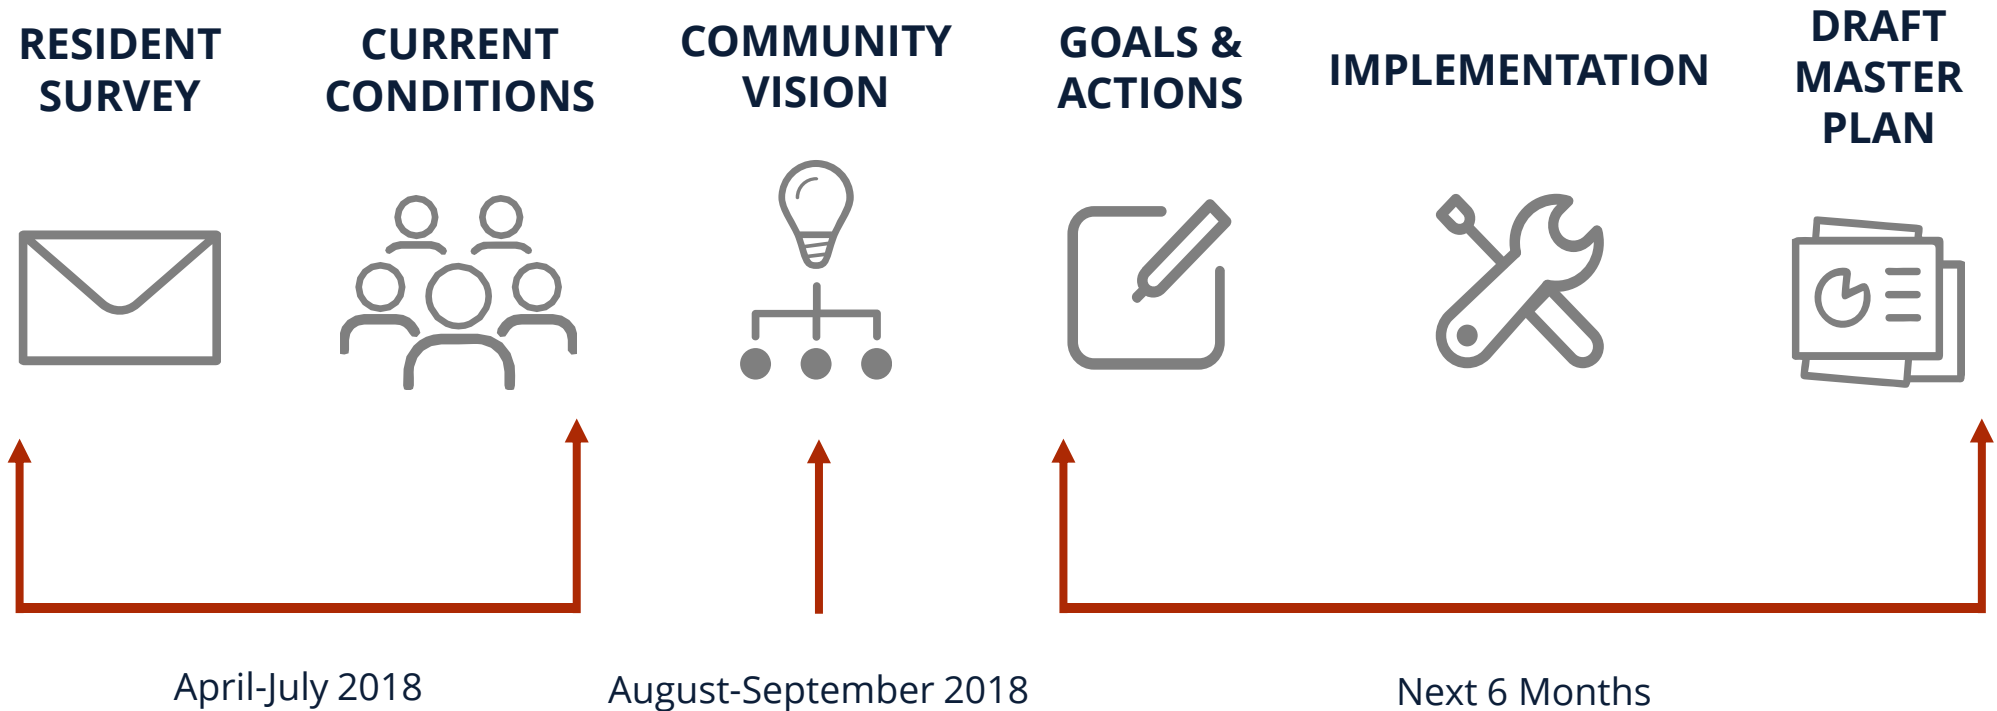 RESIDENT
SURVEY
CURRENT
CONDITIONS
COMMUNITY
VISION
GOALS &
ACTIONS
IMPLEMENTATION
DRAFT
MASTER
PLAN
April-July 2018
August-September 2018
Next 6 Months